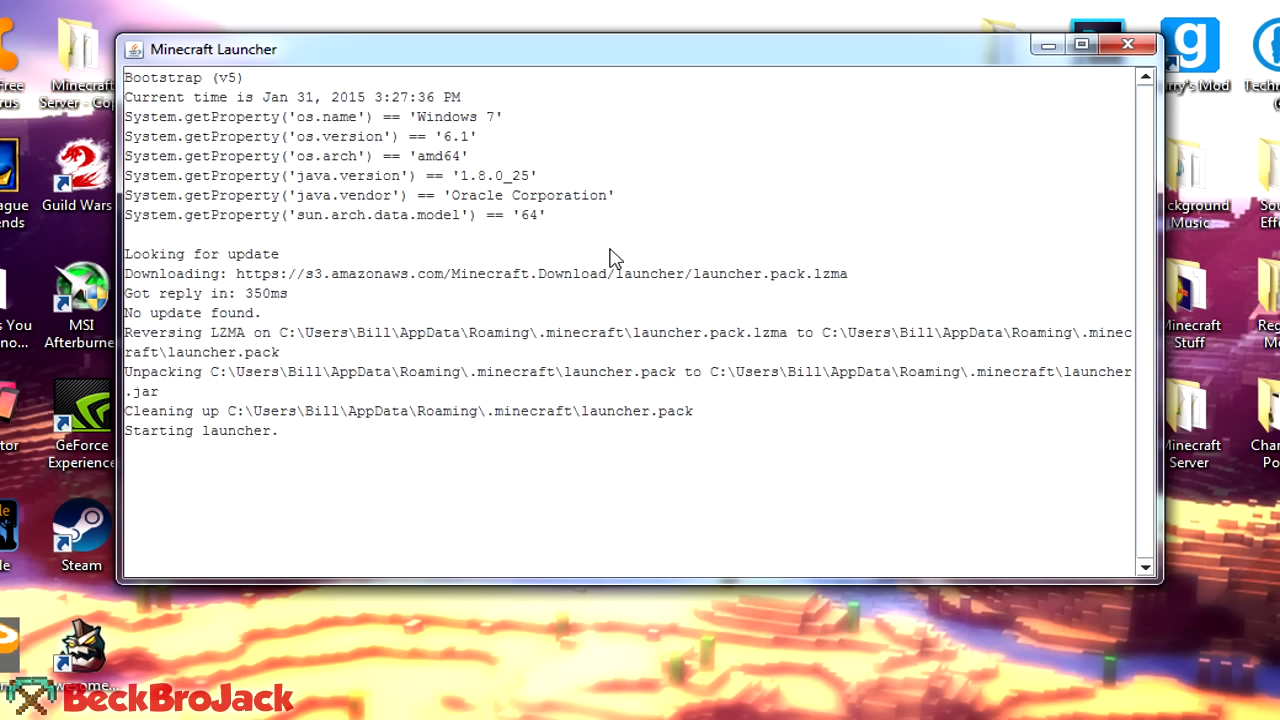 Minecraft Launcher
Bootstrap (v5)
Current time is Jan 31, 2015 3:27:36 PM
System.getProperty('os.name') == 'Windows 7'
System.getProperty('os.version') == '6.1'
System.getProperty('os.arch') == 'amd64'
System.getProperty('java.version') == '1.8.0_25'
System.getProperty('java.vendor') == 'Oracle Corporation'
System.getProperty('sun.arch.data.model') == '64'
Looking for update
Downloading: https://s3.amazonaws.com/Minecraft.Download/launcher/launcher.pack.lzma
Got reply in: 350ms
No update found.
Reversing LZMA on C:\Users\Bill\AppData\Roaming\.minecraft\launcher.pack.lzma to C:\Users\Bill\AppData\Roaming\.minec
raft\launcher.pack
Unpacking C:\Users\Bill\AppData\Roaming\.minecraft\launcher.pack to C:\Users\Bill\AppData\Roaming\.minecraft\launcher
.jar
Cleaning up C:\Users\Bill\AppData\Roaming\.minecraft\launcher.pack
Starting launcher.
Free
Minecraft
Server - Co
Guild Wars
MSI
Afterburne
GeForce
Experience
Steam
g
Music
Minecraft
Stuff
Minecraft
Server
BeckBroJack